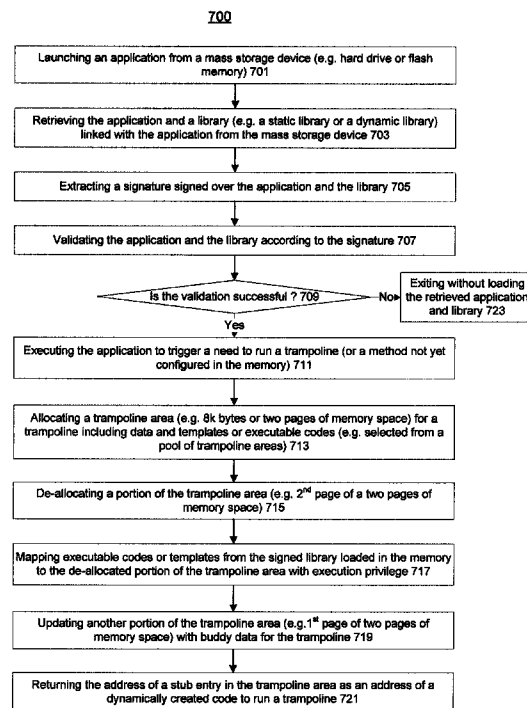 700
Launching an application from a mass storage device (e.g. hard drive or flash
memory) 701
Retrieving the application and a library (e.g. a static library or a dynamic library)
linked with the application from the mass storage device 703
Extracting a signature signed over the application and the library 705
Validating the application and the library according to the signature 707
Is the validation successful ? 709
No
Exiting without loading
the retrieved application
and library 723
Yes
Executing the application to trigger a need to run a trampoline (or a method not yet
configured in the memory) 711
Allocating a trampoline area (e.g. 8k bytes or two pages of memory space) for a
trampoline including data and templates or executable codes (e.g. selected from a
pool of trampoline areas) 713
De-allocating a portion of the trampoline area (e.g. 2nd page of a two pages of
memory space) 715
Mapping executable codes or templates from the signed library loaded in the memory
to the de-allocated portion of the trampoline area with execution privilege 717
Updating another portion of the trampoline area (e.g.1st page of two pages of
memory space) with buddy data for the trampoline 719
Returning the address of a stub entry in the trampoline area as an address of a
dynamically created code to run a trampoline 721